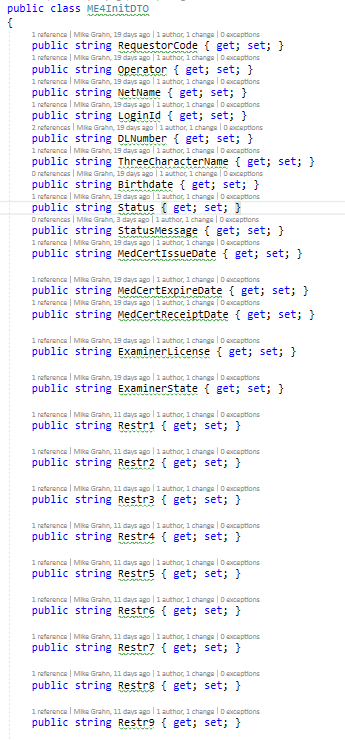 public class ME4InitDTO
{
1 reference | Mike Grahn, 19 days ago | 1 author, 1 change | 0 exceptions
public string RequestorCode { get; set; }
1 reference | Mike Grahn, 19 days ago | 1 author, 1 change | 0 exceptions
public string Operator { get; set; }
1 reference | Mike Grahn, 19 days ago | 1 author, 1 change | 0 exceptions
public string NetName { get; set; }
1 reference | Mike Grahn, 19 days ago | 1 author, 1 change | 0 exceptions
public string LoginId { get; set; }
2 references | Mike Grahn, 19 days ago | 1 author, 1 change | 0 exceptions
public string DLNumber { get; set; }
1 reference | Mike Grahn, 19 days ago | 1 author, 1 change | 0 exceptions
public string ThreeCharacterName { get; set; }
0 references | Mike Grahn, 19 days ago | 1 author, 1 change | 0 exceptions
public string Birthdate { get; set; }
1 reference | Mike Grahn, 19 days ago | 1 author, 1 change | 0 exceptions
public string Status { get; set; }
0 references | Mike Grahn, 3 days ago | 1 author, 1 change | 0 exceptions
public string StatusMessage { get; set; }
1 reference | Mike Grahn, 19 days ago | 1 author, 1 change | 0 exceptions
public string MedCertIssueDate { get; set; }
1 reference | Mike Grahn, 19 days ago | 1 author, 1 change | 0 exceptions
public string MedCertExpireDate { get; set; }
1 reference | Mike Grahn, 19 days ago | 1 author, 1 change | 0 exceptions
public string MedCertReceiptDate { get; set; }
1 reference | Mike Grahn, 19 days ago | 1 author, 1 change | 0 exceptions
public string ExaminerLicense { get; set; }
1 reference | Mike Grahn, 19 days ago | 1 author, 1 change | 0 exceptions
public string ExaminerState { get; set; }
1 reference | Mike Grahn, 11 days ago | 1 author, 1 change | 0 exceptions
public string Restr1 { get; set; }
1 reference | Mike Grahn, 11 days ago | 1 author, 1 change | 0 exceptions
public string Restr2 { get; set; }
1 reference | Mike Grahn, 11 days ago | 1 author, 1 change | 0 exceptions
public string Restr3 { get; set; }
1 reference | Mike Grahn, 11 days ago | 1 author, 1 change | 0 exceptions
public string Restr4 { get; set; }
1 reference | Mike Grahn, 11 days ago | 1 author, 1 change | 0 exceptions
public string Restr5 { get; set; }
1 reference | Mike Grahn, 11 days ago | 1 author, 1 change | 0 exceptions
public string Restr6 { get; set; }
1 reference | Mike Grahn, 11 days ago | 1 author, 1 change | 0 exceptions
public string Restr7 { get; set; }
1 reference | Mike Grahn, 11 days ago | 1 author, 1 change | 0 exceptions
public string Restr8 { get; set; }
1 reference | Mike Grahn, 11 days ago | 1 author, 1 change | 0 exceptions
public string Restr9 { get; set; }